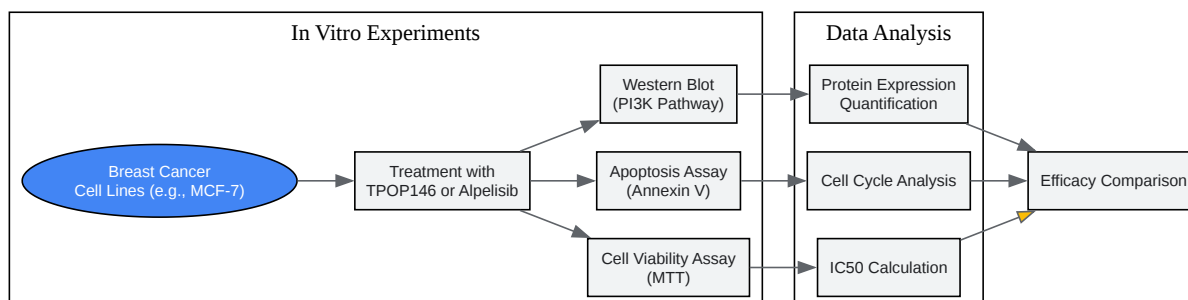 In Vitro Experiments
Data Analysis
Western Blot
(PI3K Pathway)
Protein Expression
Quantification
Breast Cancer
Cell Lines (e.g., MCF-7)
Treatment with
TPOP146 or Alpelisib
Apoptosis Assay
(Annexin V)
Cell Cycle Analysis
Efficacy Comparison
Cell Viability Assay
(MTT)
IC50 Calculation